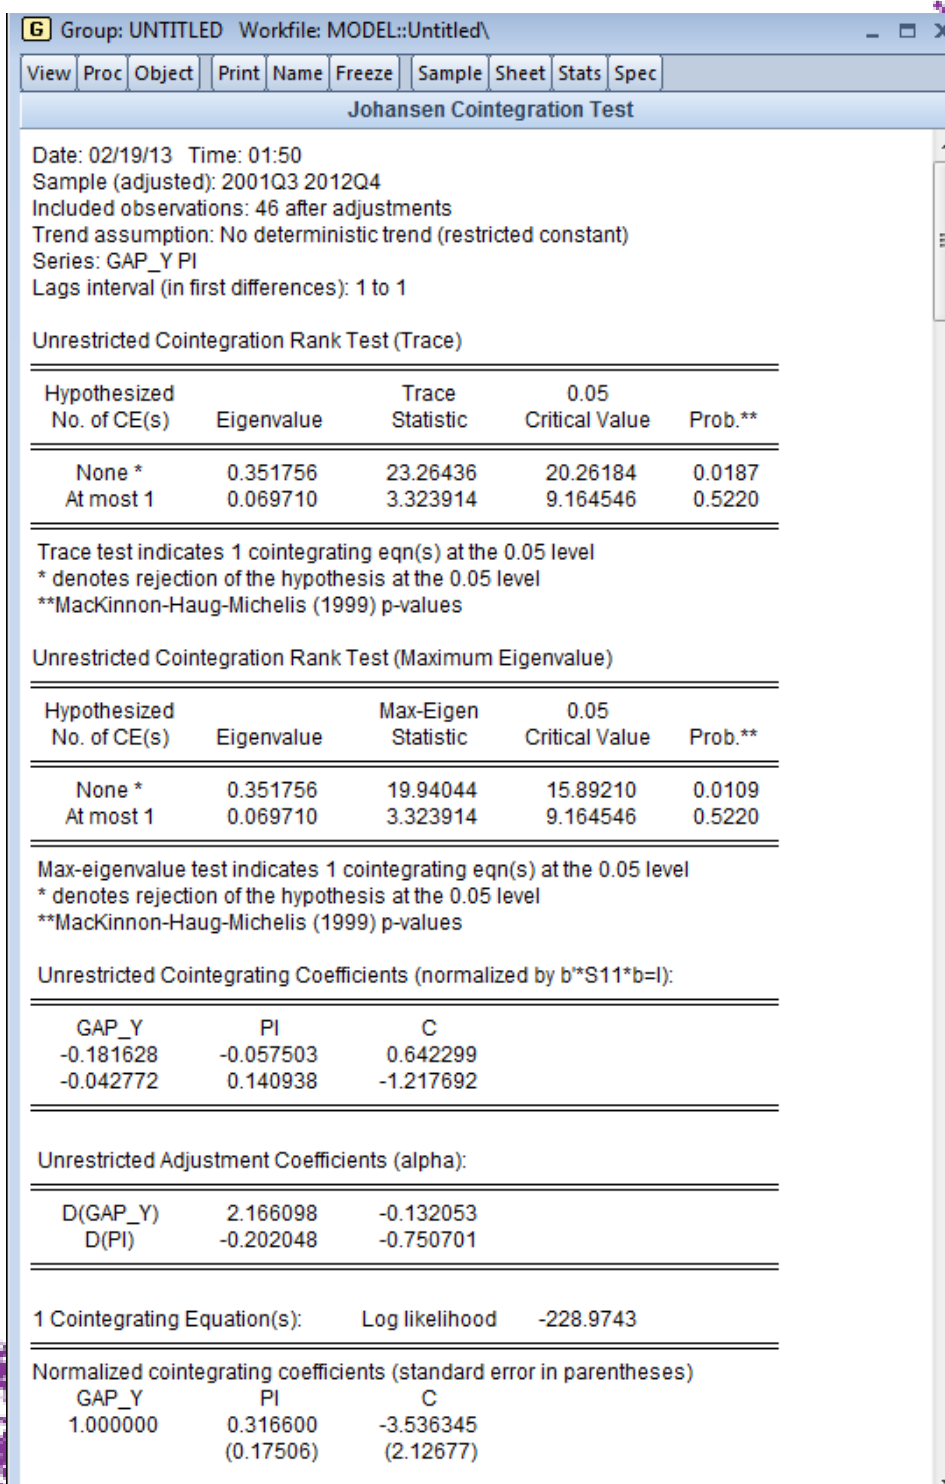 G Group: UNTITLED Workfile: MODEL::Untitled\
View Proc Object Print Name Freeze Sample Sheet Stats Spec
Johansen Cointegration Test
Date: 02/19/13 Time: 01:50
Sample (adjusted): 2001Q3 2012Q4
Included observations: 46 after adjustments
Trend assumption: No deterministic trend (restricted constant)
Series: GAP_Y PI
Lags interval (in first differences): 1 to 1
Unrestricted Cointegration Rank Test (Trace)
Hypothesized Trace 0.05
No. of CE(s) Eigenvalue Statistic Critical Value Prob.**
None * 0.351756 23.26436 20.26184 0.0187
At most 1 0.069710 3.323914 9.164546 0.5220
Trace test indicates 1 cointegrating eqn(s) at the 0.05 level
* denotes rejection of the hypothesis at the 0.05 level
**MacKinnon-Haug-Michelis (1999) p-values
Unrestricted Cointegration Rank Test (Maximum Eigenvalue)
Hypothesized Max-Eigen 0.05
No. of CE(s) Eigenvalue Statistic Critical Value Prob.**
None * 0.351756 19.94044 15.89210 0.0109
At most 1 0.069710 3.323914 9.164546 0.5220
Max-eigenvalue test indicates 1 cointegrating eqn(s) at the 0.05 level
* denotes rejection of the hypothesis at the 0.05 level
**MacKinnon-Haug-Michelis (1999) p-values
Unrestricted Cointegrating Coefficients (normalized by b'*S11*b=I):
GAP_Y PI C
-0.181628 -0.057503 0.642299
-0.042772 0.140938 -1.217692
Unrestricted Adjustment Coefficients (alpha):
D(GAP_Y) 2.166098 -0.132053
D(PI) -0.202048 -0.750701
1 Cointegrating Equation(s): Log likelihood -228.9743
Normalized cointegrating coefficients (standard error in parentheses)
GAP_Y PI C
1.000000 0.316600 -3.536345
(0.17506) (2.12677)